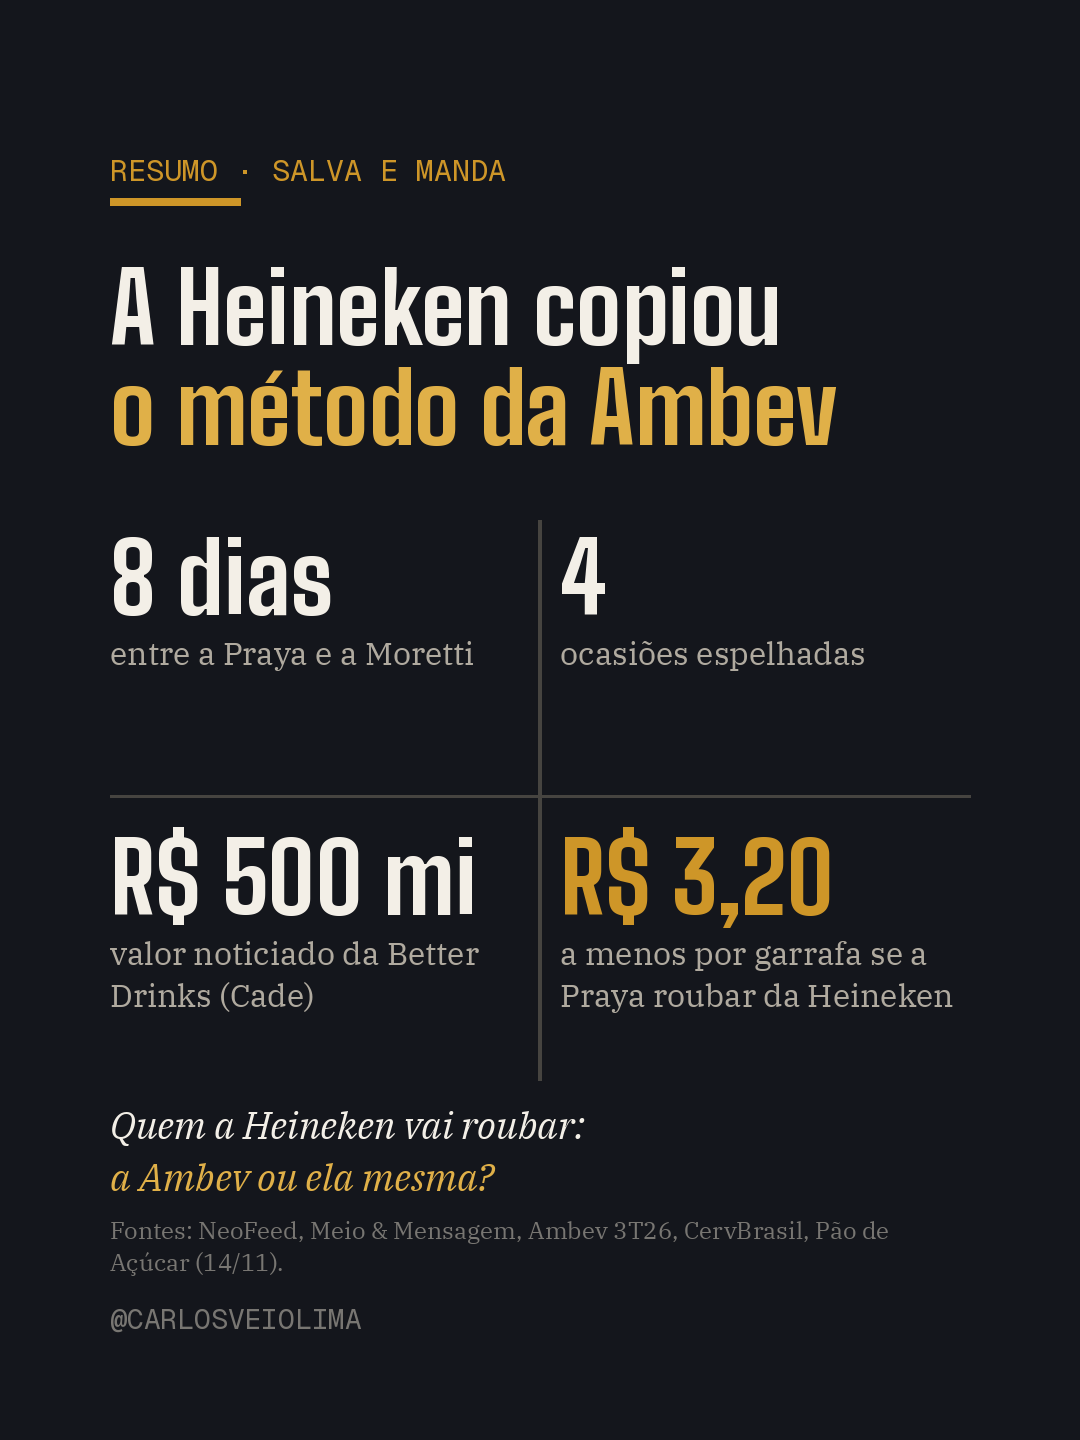 RESUMO · SALVA E MANDA
A Heineken copiou
o método da Ambev
8 dias
entre a Praya e a Moretti
4
ocasiões espelhadas
R$ 500 mi
valor noticiado da Better
Drinks (Cade)
R$ 3,20
a menos por garrafa se a
Praya roubar da Heineken
Quem a Heineken vai roubar:
a Ambev ou ela mesma?
Fontes: NeoFeed, Meio & Mensagem, Ambev 3T26, CervBrasil, Pão de
Açúcar (14/11).
@CARLOSVEIOLIMA